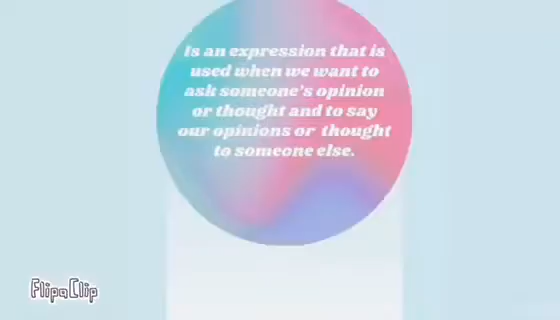 Is an expression that is
used when we want to
ask someone's opinion
or thought and to say
our opinions or thought
to someone else.
FlipaClip